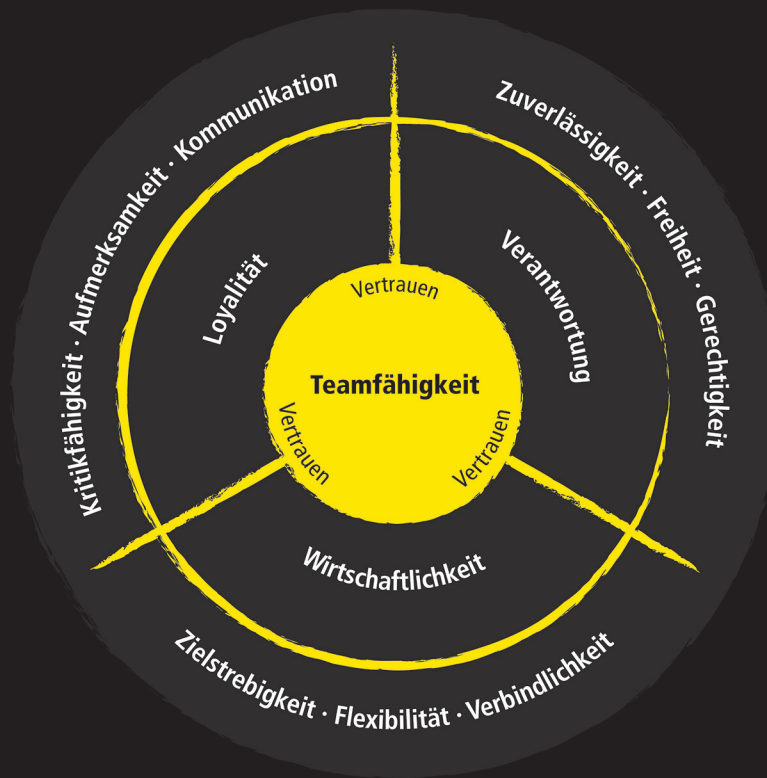 Kritikfähigkeit · Aufmerksamkeit · Kommunikation
Zuverlässigkeit · Freiheit · Gerechtigkeit
Loyalität
Verantwortung
Vertrauen
Teamfähigkeit
Vertrauen
Vertrauen
Wirtschaftlichkeit
Zielstrebigkeit · Flexibilität · Verbindlichkeit